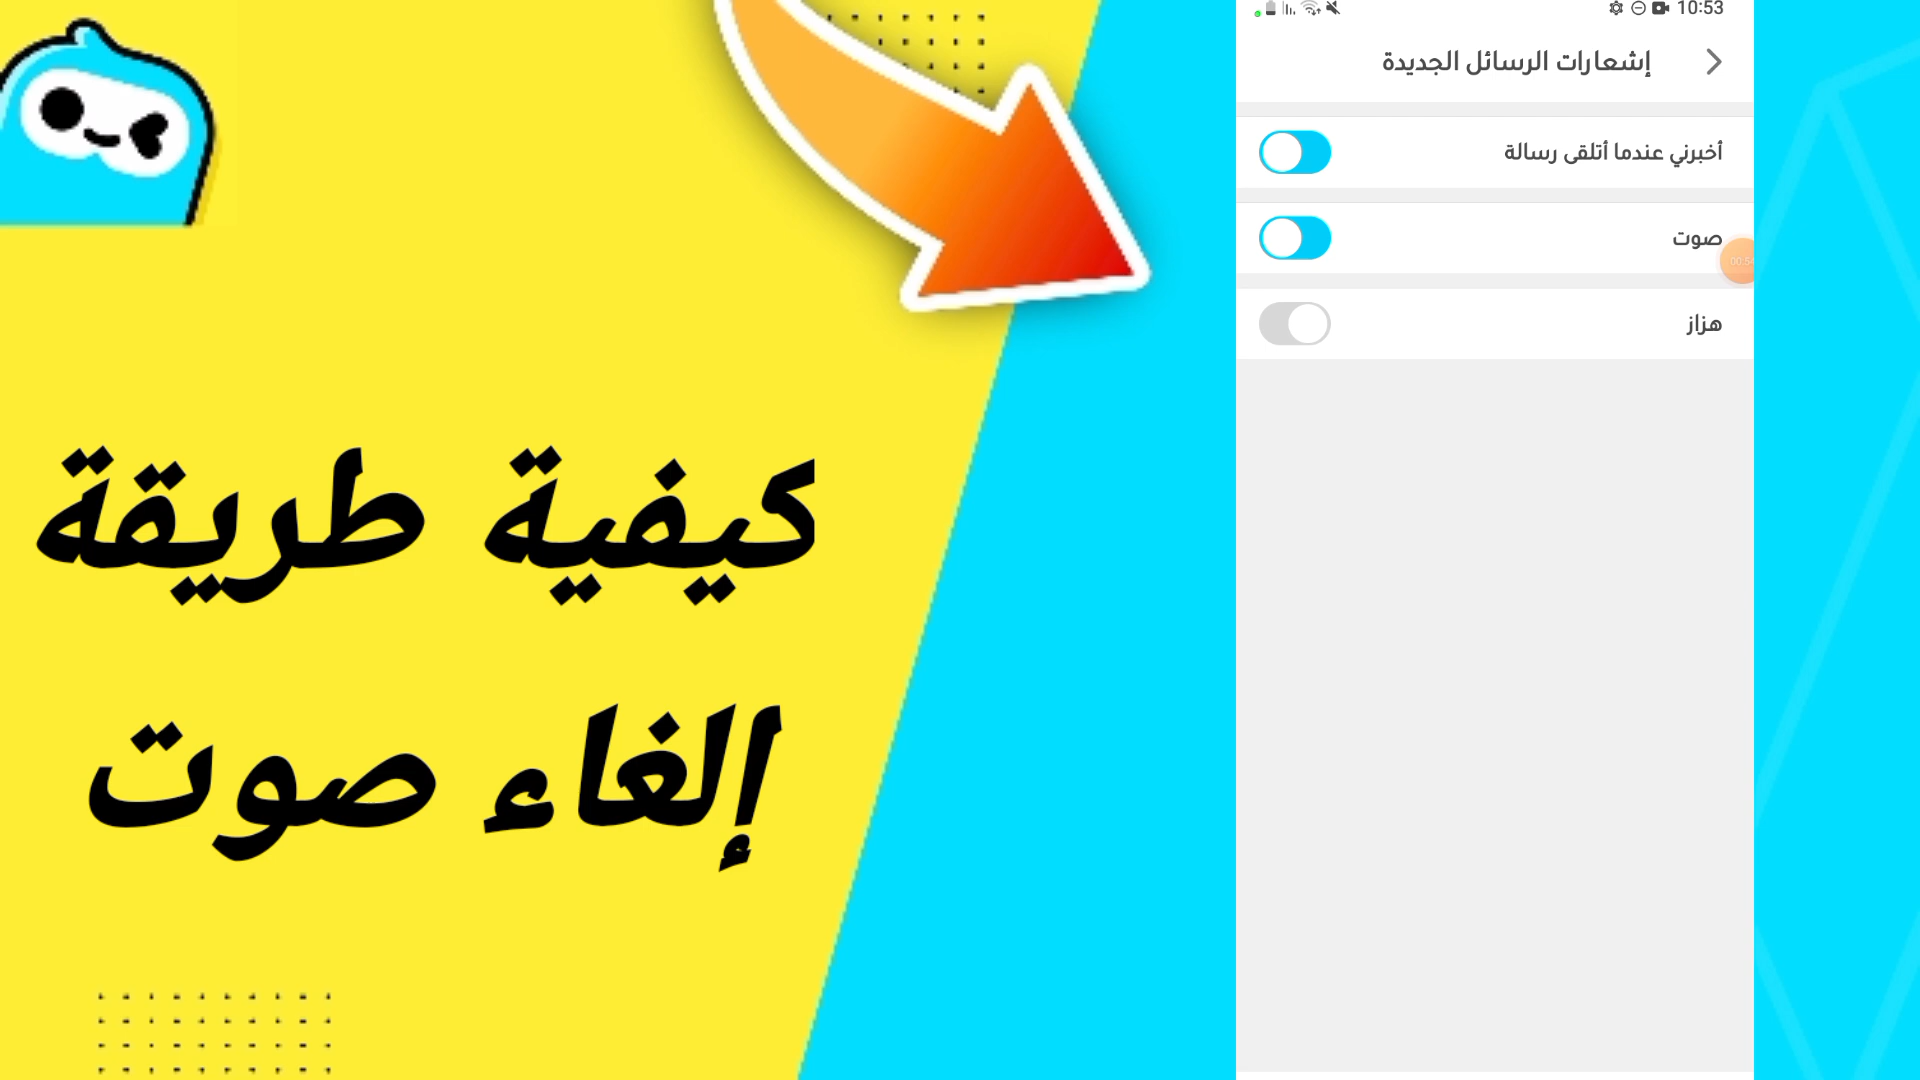 كيفية طريقة
إلغاء صوت
10:53
إشعارات الرسائل الجديدة
أخبرني عندما أتلقى رسالة
صوت
هزاز